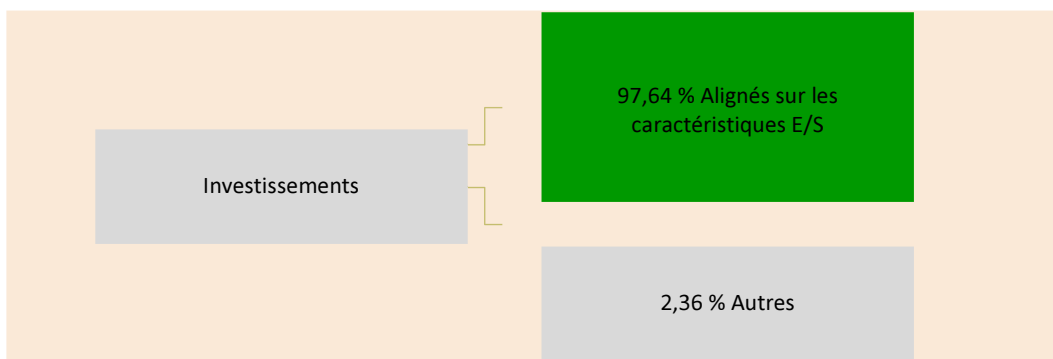 97,64 % Alignés sur les
caractéristiques E/S
Investissements
2,36 % Autres